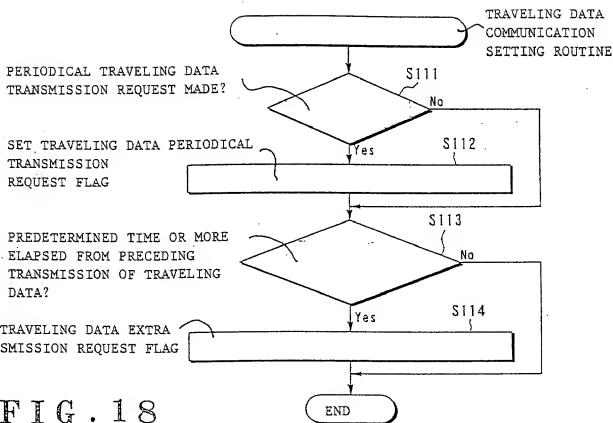 TRAVELING DATA
COMMUNICATION
SETTING ROUTINE
PERIODICAL TRAVELING DATA
TRANSMISSION REQUEST MADE?
S111
No
Yes
SET TRAVELING DATA PERIODICAL
TRANSMISSION
REQUEST FLAG
S112
PREDETERMINED TIME OR MORE
ELAPSED FROM PRECEDING
TRANSMISSION OF TRAVELING
DATA?
S113
No
Yes
TRAVELING DATA EXTRA
SMISSION REQUEST FLAG
S114
END
FIG.18